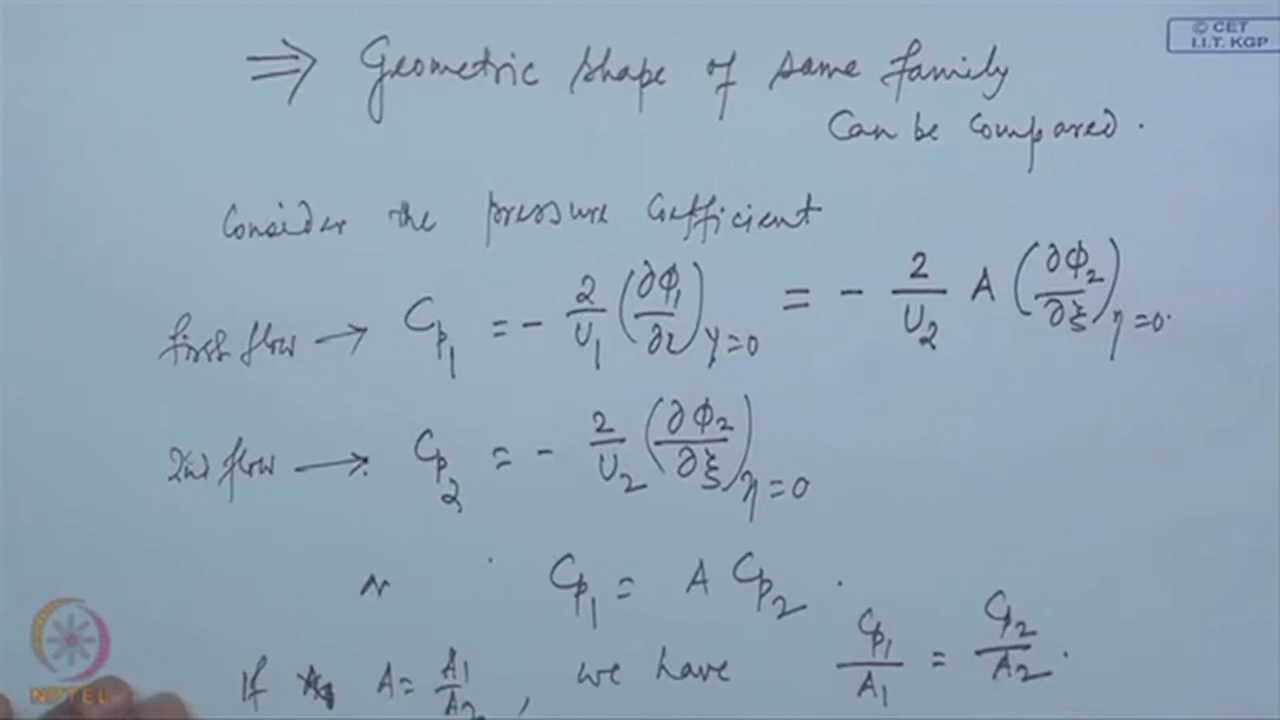 © CET
I.I.T. KGP
⇒ Geometric shape of same family
can be compared.
Consider the pressure coefficient
first flow → Cp₁ = - 2/U₁ (∂ϕ₁/∂x)y=0 = - 2/U₂ A (∂ϕ₂/∂ξ)η=0.
2nd flow → Cp₂ = - 2/U₂ (∂ϕ₂/∂ξ)η=0
Cp₁ = A Cp₂.
If A = A₁/A₂, we have Cp₁/A₁ = Cp₂/A₂.
NPTEL